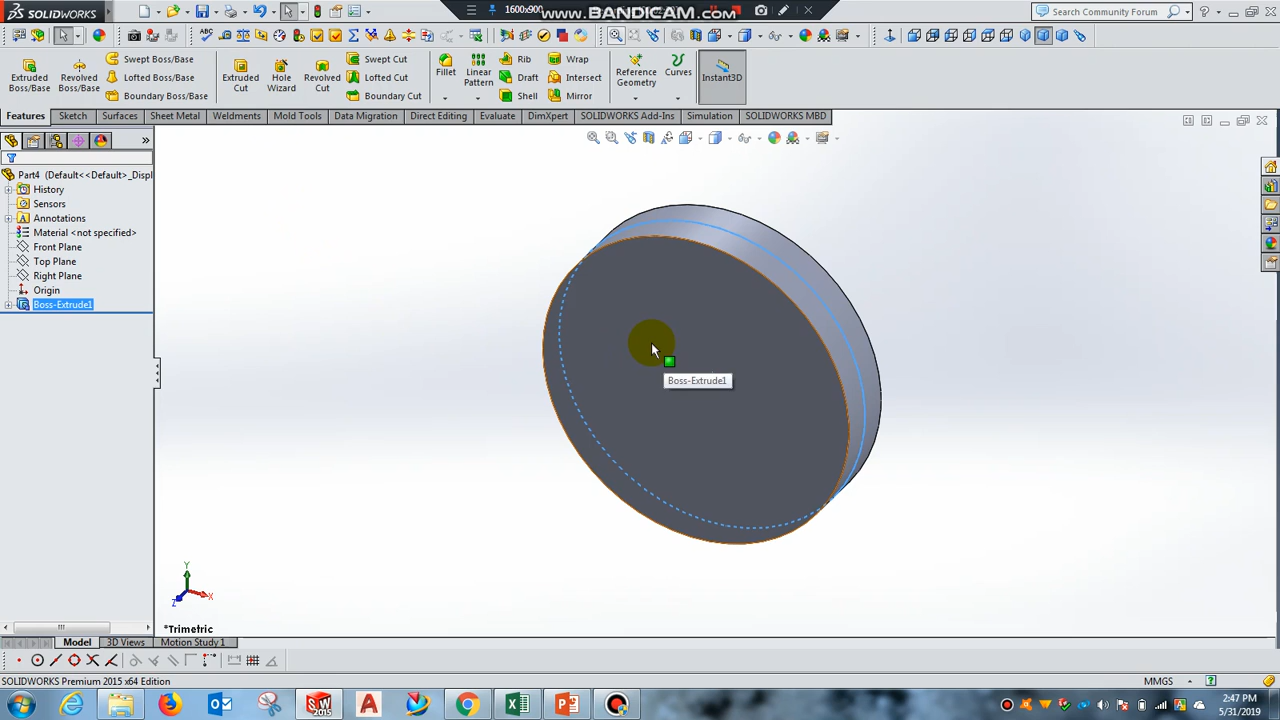 SOLIDWORKS
1600x900
www.BANDICAM.com
Search Community Forum
Extruded Boss/Base
Revolved Boss/Base
Swept Boss/Base
Lofted Boss/Base
Boundary Boss/Base
Extruded Cut
Hole Wizard
Revolved Cut
Swept Cut
Lofted Cut
Boundary Cut
Fillet
Linear Pattern
Rib
Draft
Shell
Wrap
Intersect
Mirror
Reference Geometry
Curves
Instant3D
Features Sketch Surfaces Sheet Metal Weldments Mold Tools Data Migration Direct Editing Evaluate DimXpert SOLIDWORKS Add-Ins Simulation SOLIDWORKS MBD
Part4 (Default<<Default>_Displ
History
Sensors
Annotations
Material <not specified>
Front Plane
Top Plane
Right Plane
Origin
Boss-Extrude1
Boss-Extrude1
Y
X
Z
*Trimetric
Model 3D Views Motion Study 1
SOLIDWORKS Premium 2015 x64 Edition
MMGS
2:47 PM
5/31/2019